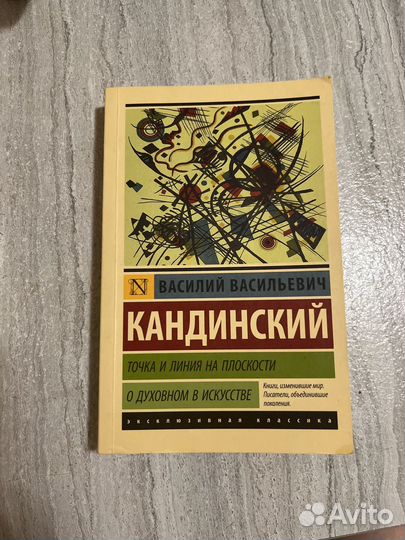 N
ВАСИЛИЙ ВАСИЛЬЕВИЧ
КАНДИНСКИЙ
ТОЧКА И ЛИНИЯ НА ПЛОСКОСТИ
О ДУХОВНОМ В ИСКУССТВЕ
Книги, изменившие мир.
Писатели, объединившие
поколения.
эксклюзивная классика
Avito